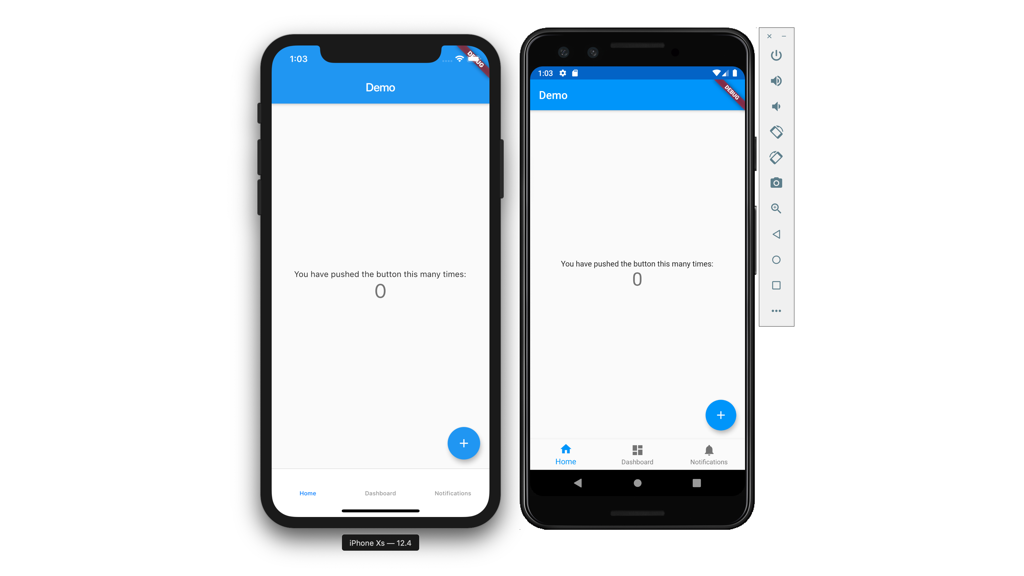 1:03
DEBUG
Demo
You have pushed the button this many times:
0
+
Home Dashboard Notifications
iPhone Xs — 12.4
1:03
DEBUG
Demo
You have pushed the button this many times:
0
+
Home Dashboard Notifications